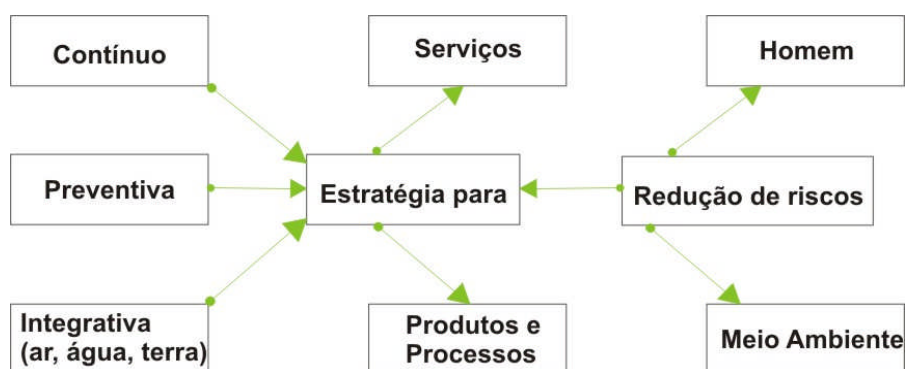 Contínuo
Serviços
Homem
Preventiva
Estratégia para
Redução de riscos
Integrativa
(ar, água, terra)
Produtos e
Processos
Meio Ambiente